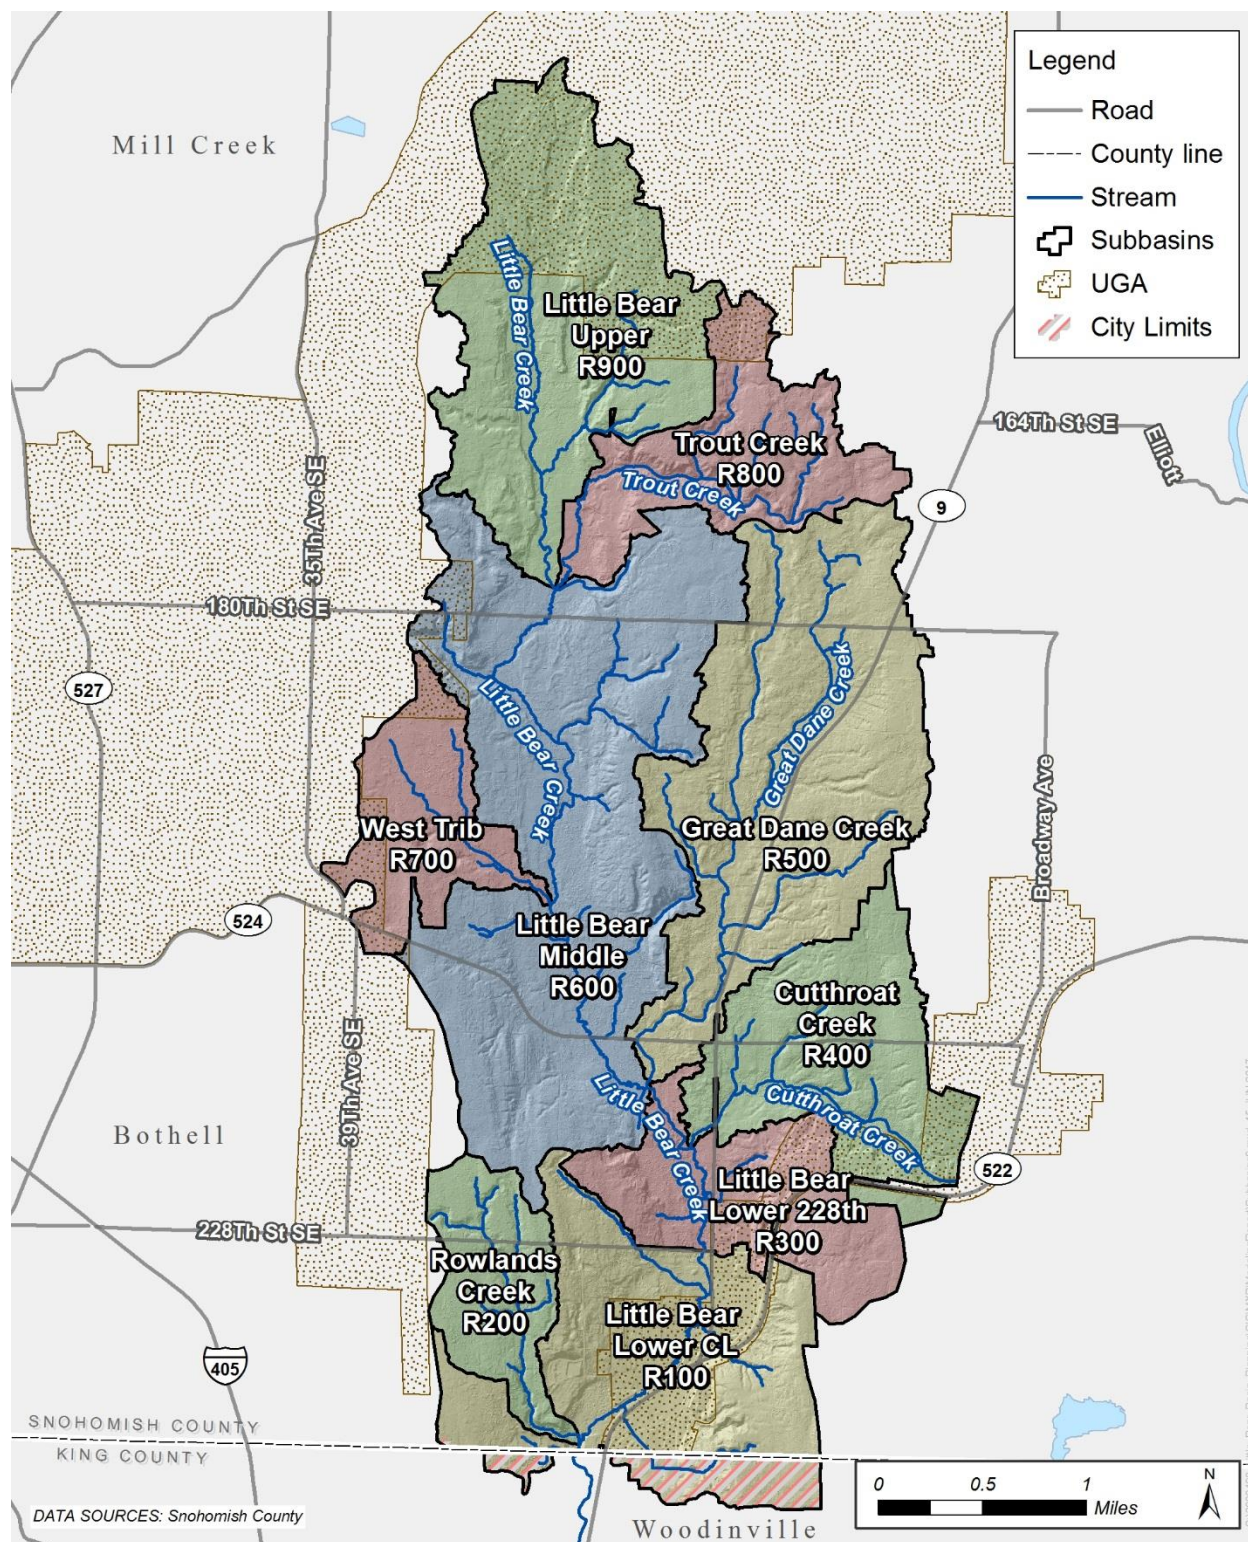 Legend
Road
County line
Stream
Subbasins
UGA
City Limits
Mill Creek
Little Bear Creek
Little Bear
Upper
R900
Trout Creek
R800
Trout Creek
164Th St SE
Elliott
9
35Th Ave SE
180Th St SE
527
Little Bear Creek
Great Dane Creek
Broadway Ave
West Trib
R700
Great Dane Creek
R500
524
Little Bear
Middle
R600
Cutthroat
Creek
R400
39Th Ave SE
Little Bear Creek
Cutthroat Creek
Bothell
522
Little Bear
Lower 228th
R300
228Th St SE
Rowlands
Creek
R200
Little Bear
Lower CL
R100
405
SNOHOMISH COUNTY
KING COUNTY
0 0.5 1
Miles
N
DATA SOURCES: Snohomish County
Woodinville